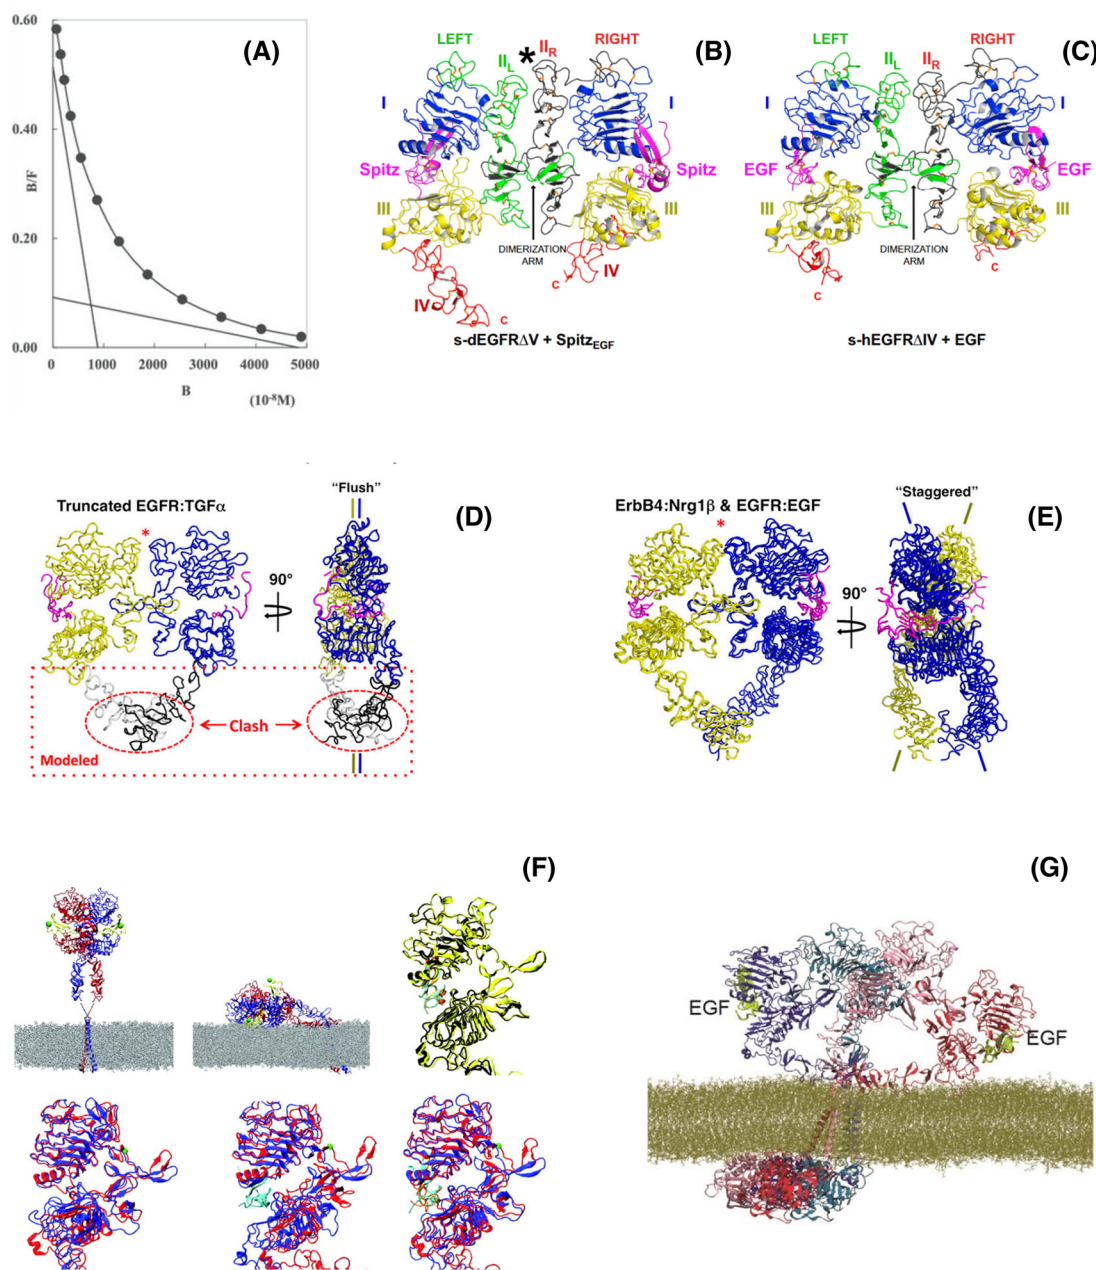 (A)
0.60
0.40
B/F
0.20
0.00
0 1000 2000 3000 4000 5000
B
(10⁻⁸M)
(B)
LEFT
II_L
*
II_R
RIGHT
I
I
Spitz
Spitz
III
III
DIMERIZATION
ARM
IV
IV
C
C
s-dEGFRΔV + Spitz_EGF
(C)
LEFT
II_L
II_R
RIGHT
I
I
EGF
EGF
III
III
DIMERIZATION
ARM
C
C
s-hEGFRΔIV + EGF
(D)
Truncated EGFR:TGFα
*
"Flush"
90°
Clash
Modeled
(E)
ErbB4:Nrg1β & EGFR:EGF
*
"Staggered"
90°
(F)
(G)
EGF
EGF